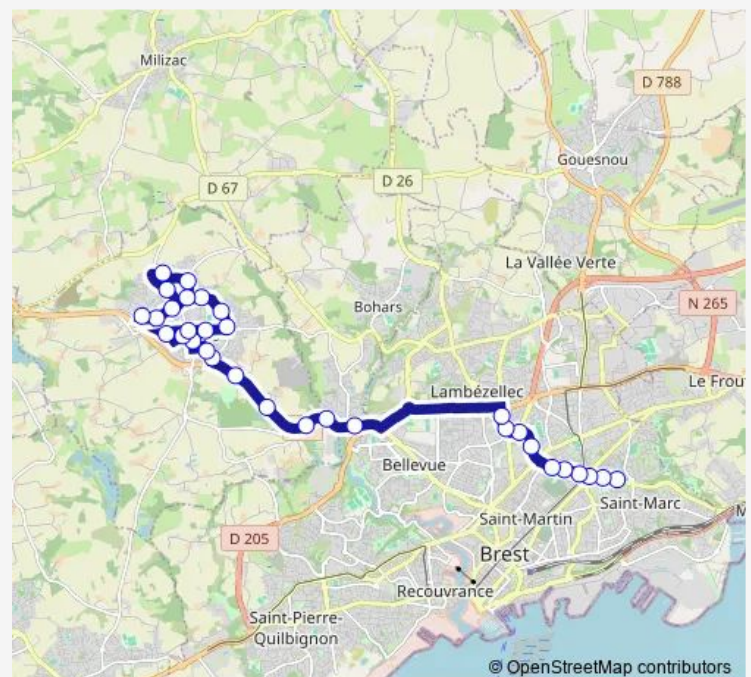 Milizac
D 788
Gouesnou
D 67
D 26
La Vallée Verte
Bohars
N 265
Le Frou
Lambézellec
Bellevue
Saint-Marc
Saint-Martin
M
D 205
Brest
Recouvrance
Saint-Pierre-
Quilbignon
© OpenStreetMap contributors